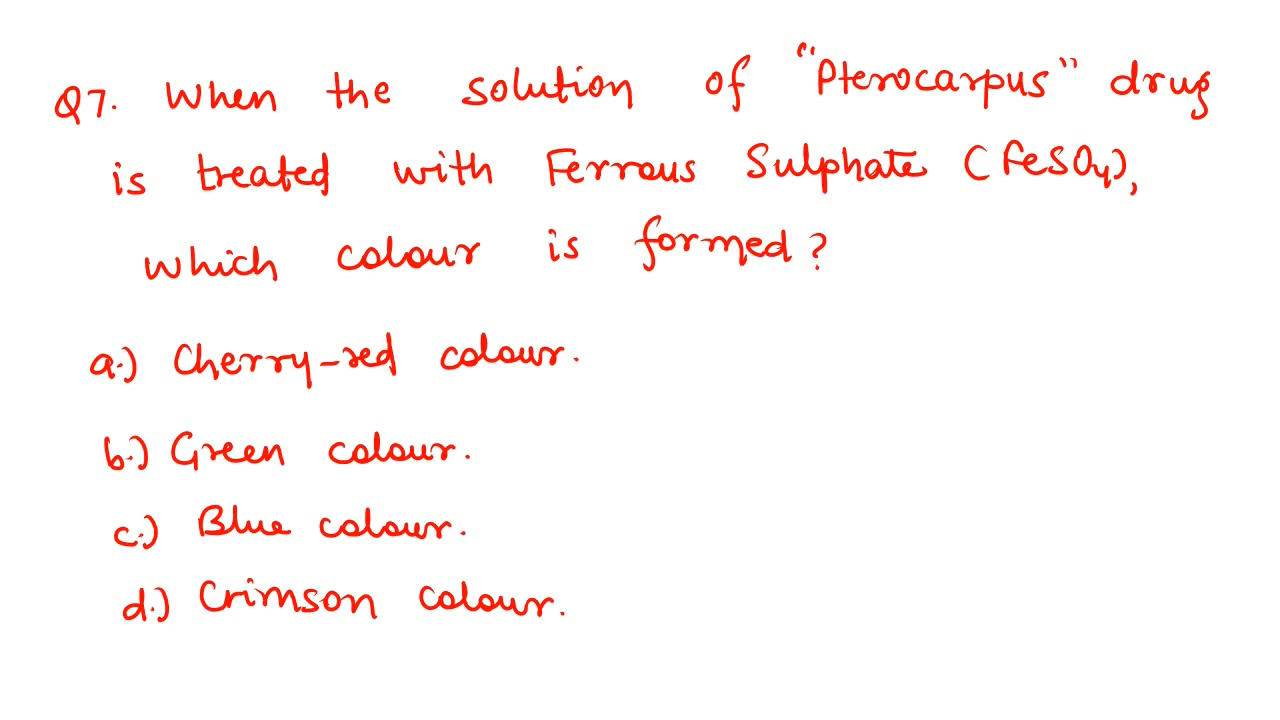 Q7. When the solution of "Pterocarpus" drug
is treated with Ferrous Sulphate (FeSO4),
which colour is formed?
a.) Cherry-red colour.
b.) Green colour.
c.) Blue colour.
d.) Crimson colour.